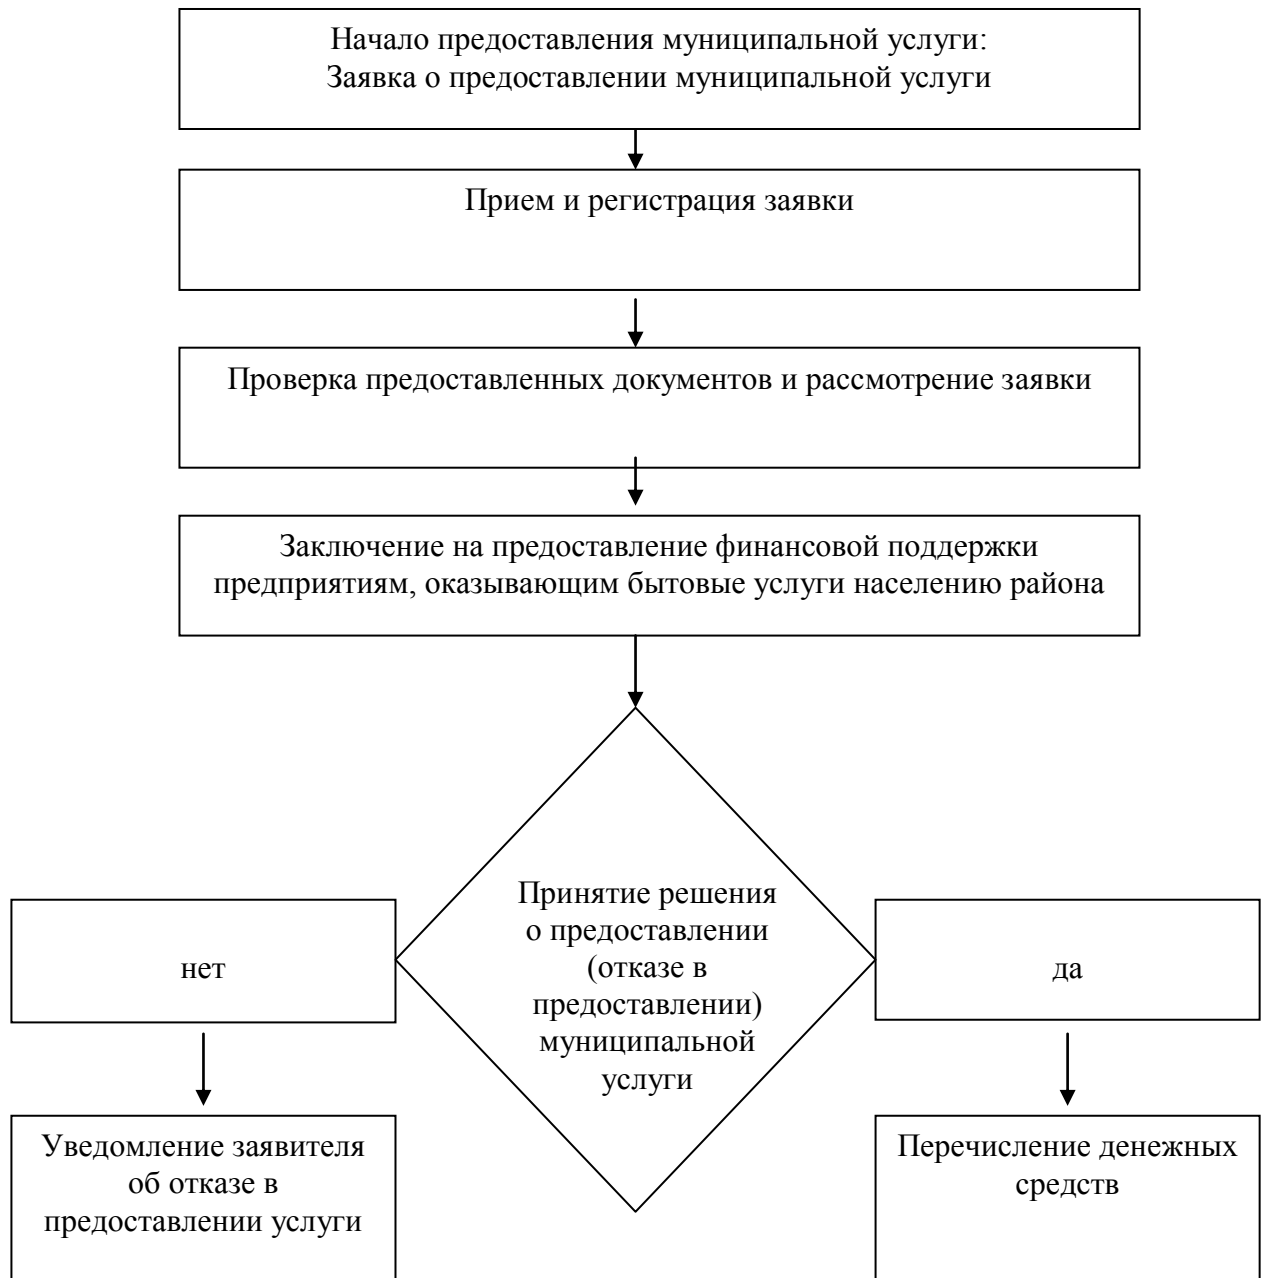 Начало предоставления муниципальной услуги:
Заявка о предоставлении муниципальной услуги
Прием и регистрация заявки
Проверка предоставленных документов и рассмотрение заявки
Заключение на предоставление финансовой поддержки
предприятиям, оказывающим бытовые услуги населению района
Принятие решения
о предоставлении
(отказе в
предоставлении)
муниципальной
услуги
нет
да
Уведомление заявителя
об отказе в
предоставлении услуги
Перечисление денежных
средств